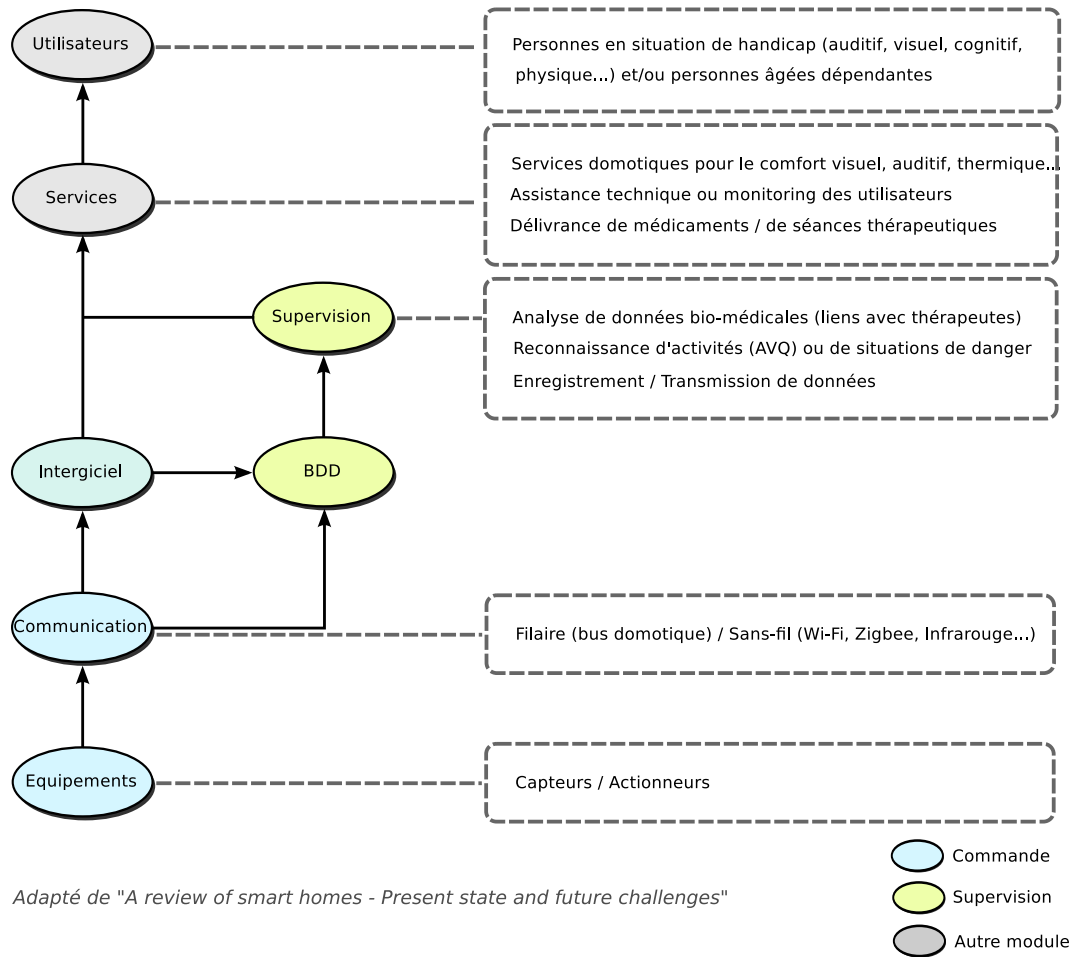 Utilisateurs
Personnes en situation de handicap (auditif, visuel, cognitif,
physique...) et/ou personnes âgées dépendantes
Services
Services domotiques pour le comfort visuel, auditif, thermique...
Assistance technique ou monitoring des utilisateurs
Délivrance de médicaments / de séances thérapeutiques
Supervision
Analyse de données bio-médicales (liens avec thérapeutes)
Reconnaissance d'activités (AVQ) ou de situations de danger
Enregistrement / Transmission de données
Intergiciel
BDD
Communication
Filaire (bus domotique) / Sans-fil (Wi-Fi, Zigbee, Infrarouge...)
Equipements
Capteurs / Actionneurs
Commande
Supervision
Autre module
Adapté de "A review of smart homes - Present state and future challenges"